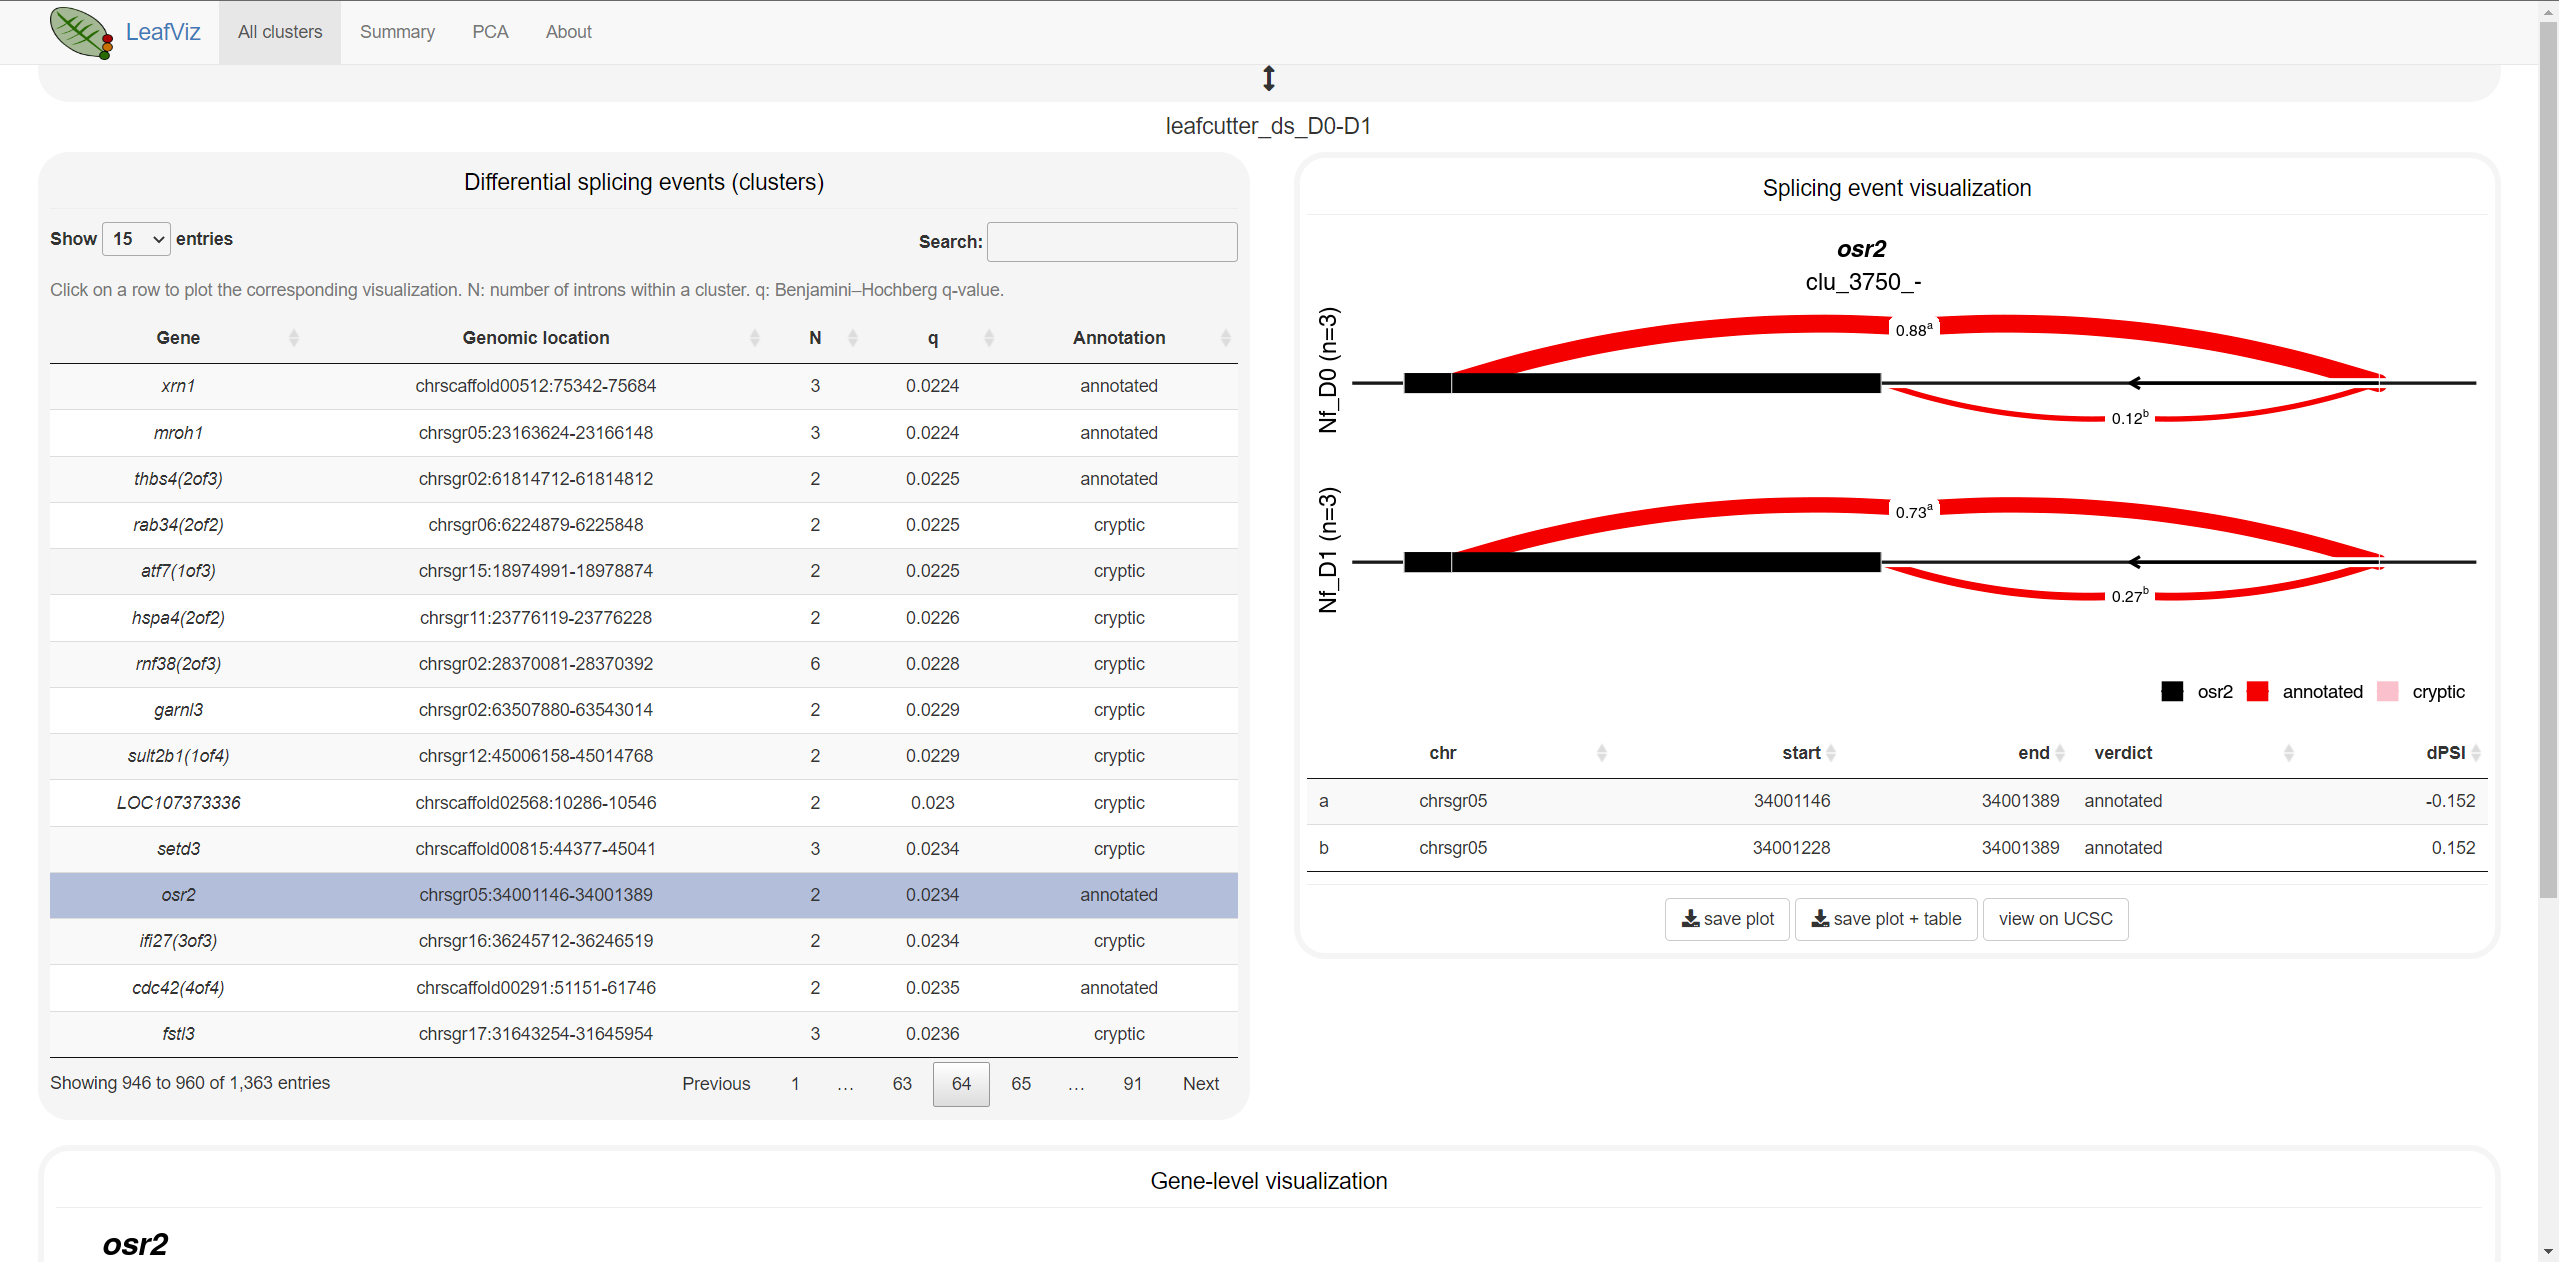 LeafViz All clusters Summary PCA About
leafcutter_ds_D0-D1
Differential splicing events (clusters)
Show 15 entries Search:
Click on a row to plot the corresponding visualization. N: number of introns within a cluster. q: Benjamini–Hochberg q-value.
Gene Genomic location N q Annotation
xrn1 chrscaffold00512:75342-75684 3 0.0224 annotated
mroh1 chrsgr05:23163624-23166148 3 0.0224 annotated
thbs4(2of3) chrsgr02:61814712-61814812 2 0.0225 annotated
rab34(2of2) chrsgr06:6224879-6225848 2 0.0225 cryptic
atf7(1of3) chrsgr15:18974991-18978874 2 0.0225 cryptic
hspa4(2of2) chrsgr11:23776119-23776228 2 0.0226 cryptic
rnf38(2of3) chrsgr02:28370081-28370392 6 0.0228 cryptic
garnl3 chrsgr02:63507880-63543014 2 0.0229 cryptic
sult2b1(1of4) chrsgr12:45006158-45014768 2 0.0229 cryptic
LOC107373336 chrscaffold02568:10286-10546 2 0.023 cryptic
setd3 chrscaffold00815:44377-45041 3 0.0234 cryptic
osr2 chrsgr05:34001146-34001389 2 0.0234 annotated
ifi27(3of3) chrsgr16:36245712-36246519 2 0.0234 cryptic
cdc42(4of4) chrscaffold00291:51151-61746 2 0.0235 annotated
fstl3 chrsgr17:31643254-31645954 3 0.0236 cryptic
Showing 946 to 960 of 1,363 entries Previous 1 … 63 64 65 … 91 Next
Splicing event visualization
osr2
clu_3750_-
Nf_D0 (n=3)
0.88a
0.12b
Nf_D1 (n=3)
0.73a
0.27b
osr2 annotated cryptic
chr start end verdict dPSI
a chrsgr05 34001146 34001389 annotated -0.152
b chrsgr05 34001228 34001389 annotated 0.152
save plot save plot + table view on UCSC
Gene-level visualization
osr2